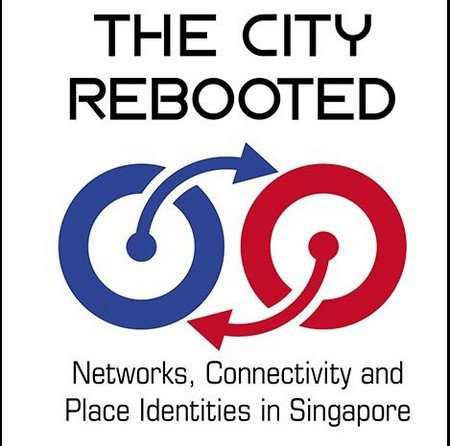 THE CITY
REBOOTED
Networks, Connectivity and
Place Identities in Singapore